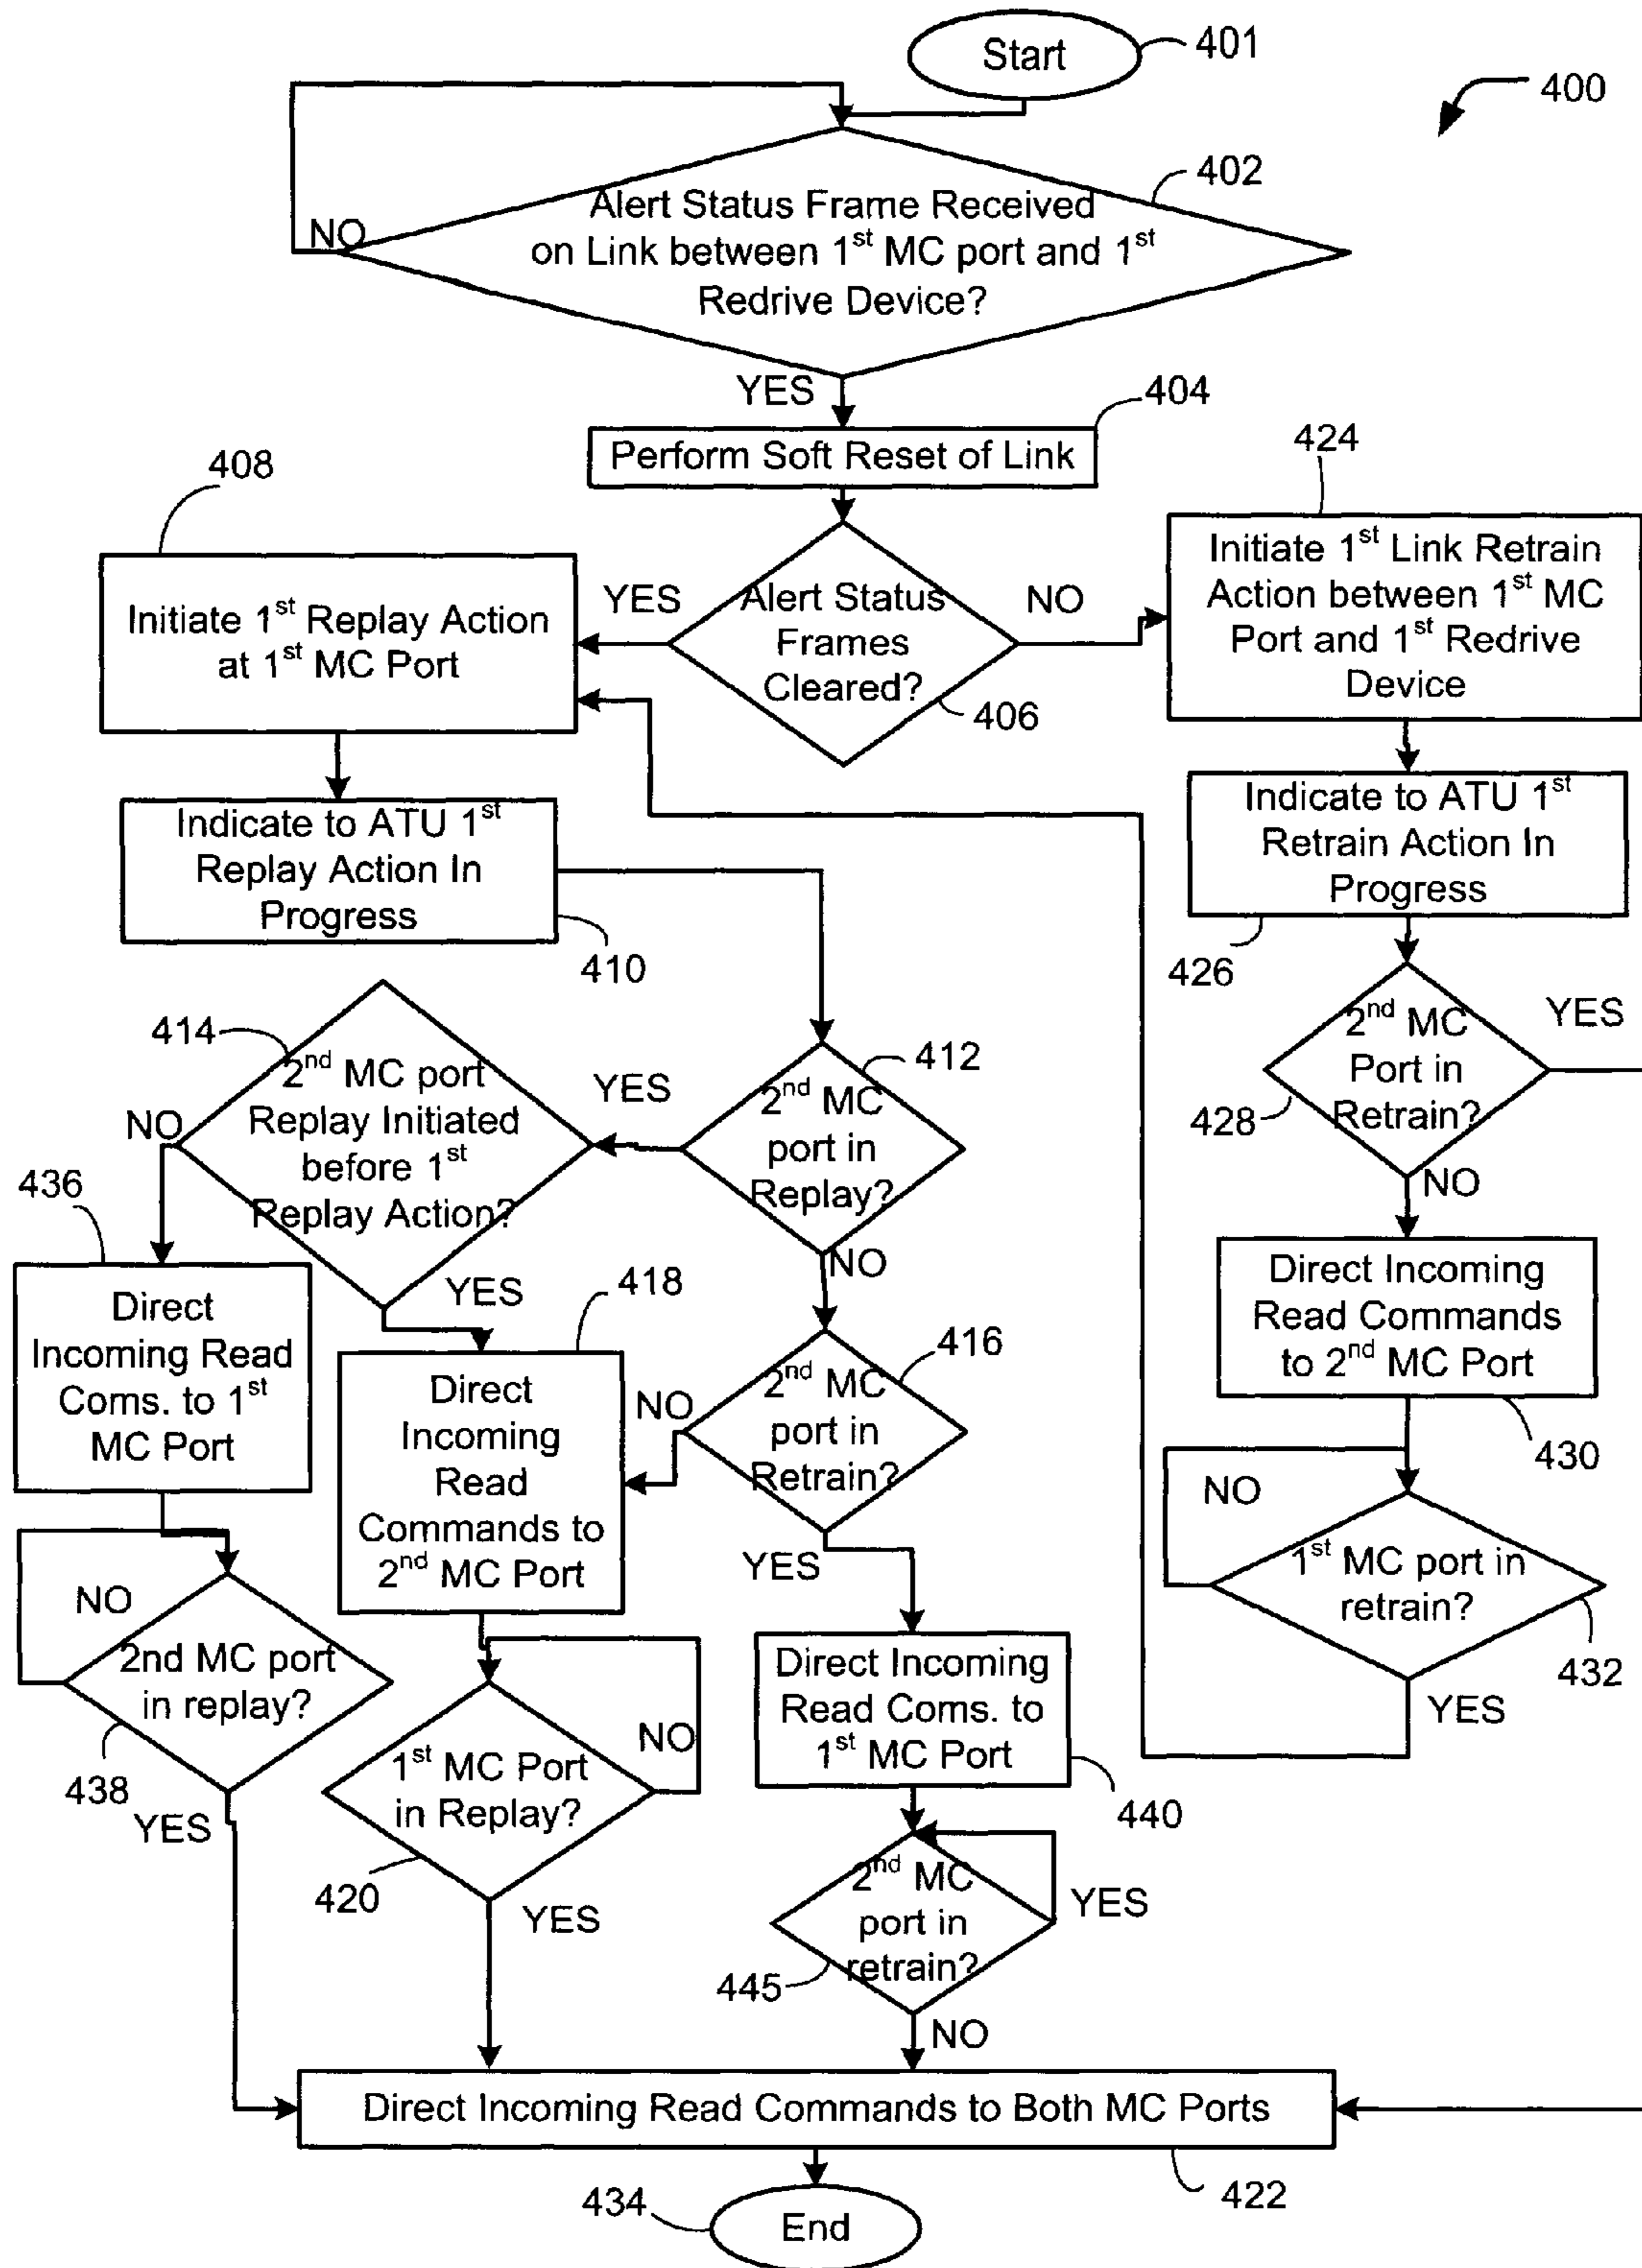 Start
401
400
402
Alert Status Frame Received
on Link between 1st MC port and 1st
Redrive Device?
NO
YES
404
Perform Soft Reset of Link
408
424
Initiate 1st Replay Action
at 1st MC Port
YES
Alert Status
Frames
Cleared?
NO
406
Initiate 1st Link Retrain
Action between 1st MC
Port and 1st Redrive
Device
Indicate to ATU 1st
Replay Action In
Progress
410
Indicate to ATU 1st
Retrain Action In
Progress
426
414
2nd MC port
Replay Initiated
before 1st
Replay Action?
NO
YES
YES
412
2nd MC
port in
Replay?
NO
2nd MC
Port in
Retrain?
YES
428
NO
436
Direct
Incoming Read
Coms. to 1st
MC Port
418
Direct
Incoming
Read
Commands to
2nd MC Port
416
2nd MC
port in
Retrain?
NO
YES
Direct Incoming
Read Commands
to 2nd MC Port
430
NO
1st MC port in
retrain?
432
YES
NO
2nd MC port
in replay?
438
YES
1st MC Port
in Replay?
NO
420
YES
Direct Incoming
Read Coms. to
1st MC Port
440
2nd MC
port in
retrain?
YES
445
NO
Direct Incoming Read Commands to Both MC Ports
422
434
End